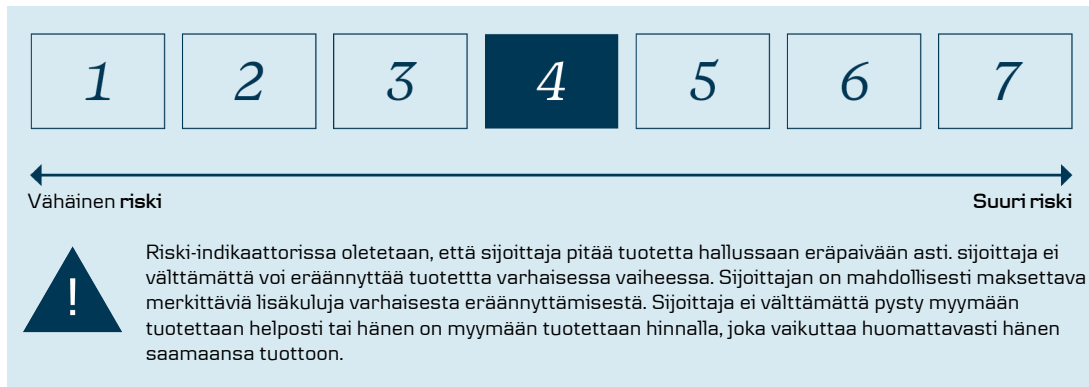 1 2 3 4 5 6 7
Vähäinen riski Suuri riski
Riski-indikaattorissa oletetaan, että sijoittaja pitää tuotetta hallussaan eräpaivään asti. sijoittaja ei
välttämättä voi eräännyttää tuotettta varhaisessa vaiheessa. Sijoittajan on mahdollisesti maksettava
merkittäviä lisäkuluja varhaisesta eräännyttämisestä. Sijoittaja ei välttämättä pysty myymään
tuotettaan helposti tai hänen on myymään tuotettaan hinnalla, joka vaikuttaa huomattavasti hänen
saamaansa tuottoon.